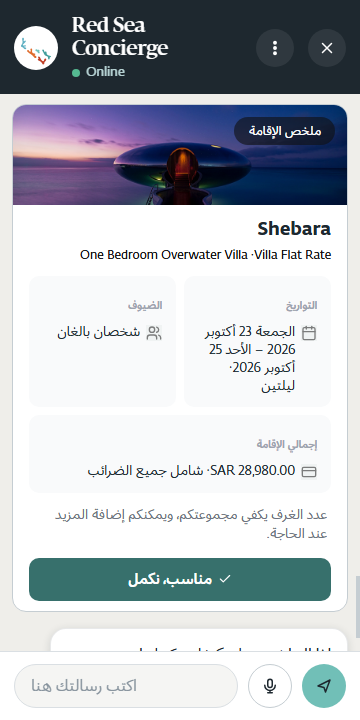 Red Sea
Concierge
Online
ملخص الإقامة
Shebara
One Bedroom Overwater Villa ·Villa Flat Rate
التواريخ
الجمعة 23 أكتوبر
2026 – الأحد 25
أكتوبر 2026·
ليلتين
الضيوف
شخصان بالغان
إجمالي الإقامة
SAR 28,980.00· شامل جميع الضرائب
عدد الغرف يكفي مجموعتكم، ويمكنكم إضافة المزيد
عند الحاجة.
مناسب، نكمل
اكتب رسالتك هنا